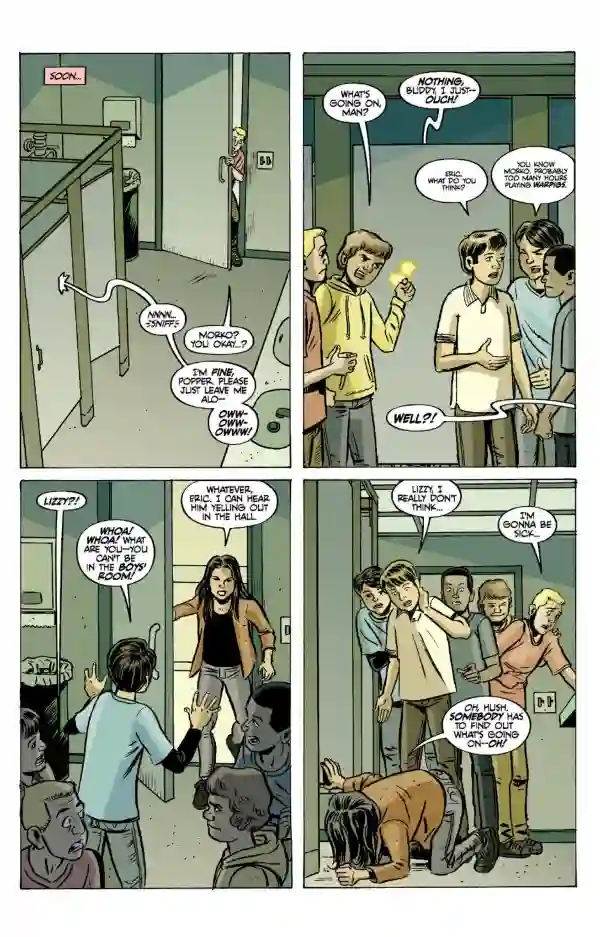 SOON...
NNNN...
=SNIFF=
MORKO?
YOU OKAY...?
I'M FINE,
POPPER. PLEASE
JUST LEAVE ME
ALO--
OWW-
OWW-
OWWW!
WHAT'S
GOING ON,
MAN?
NOTHING,
BUDDY. I JUST--
OUCH!
ERIC,
WHAT DO YOU
THINK?
YOU KNOW
MORKO. PROBABLY
TOO MANY HOURS
PLAYING WARPIGS.
WELL?!
LIZZY?!
WHOA!
WHOA! WHAT
ARE YOU--YOU
CAN'T BE
IN THE BOYS'
ROOM!
WHATEVER,
ERIC. I CAN HEAR
HIM YELLING OUT
IN THE HALL.
LIZZY, I
REALLY DON'T
THINK...
I'M
GONNA BE
SICK...
OH, HUSH.
SOMEBODY HAS
TO FIND OUT
WHAT'S GOING
ON--OH!